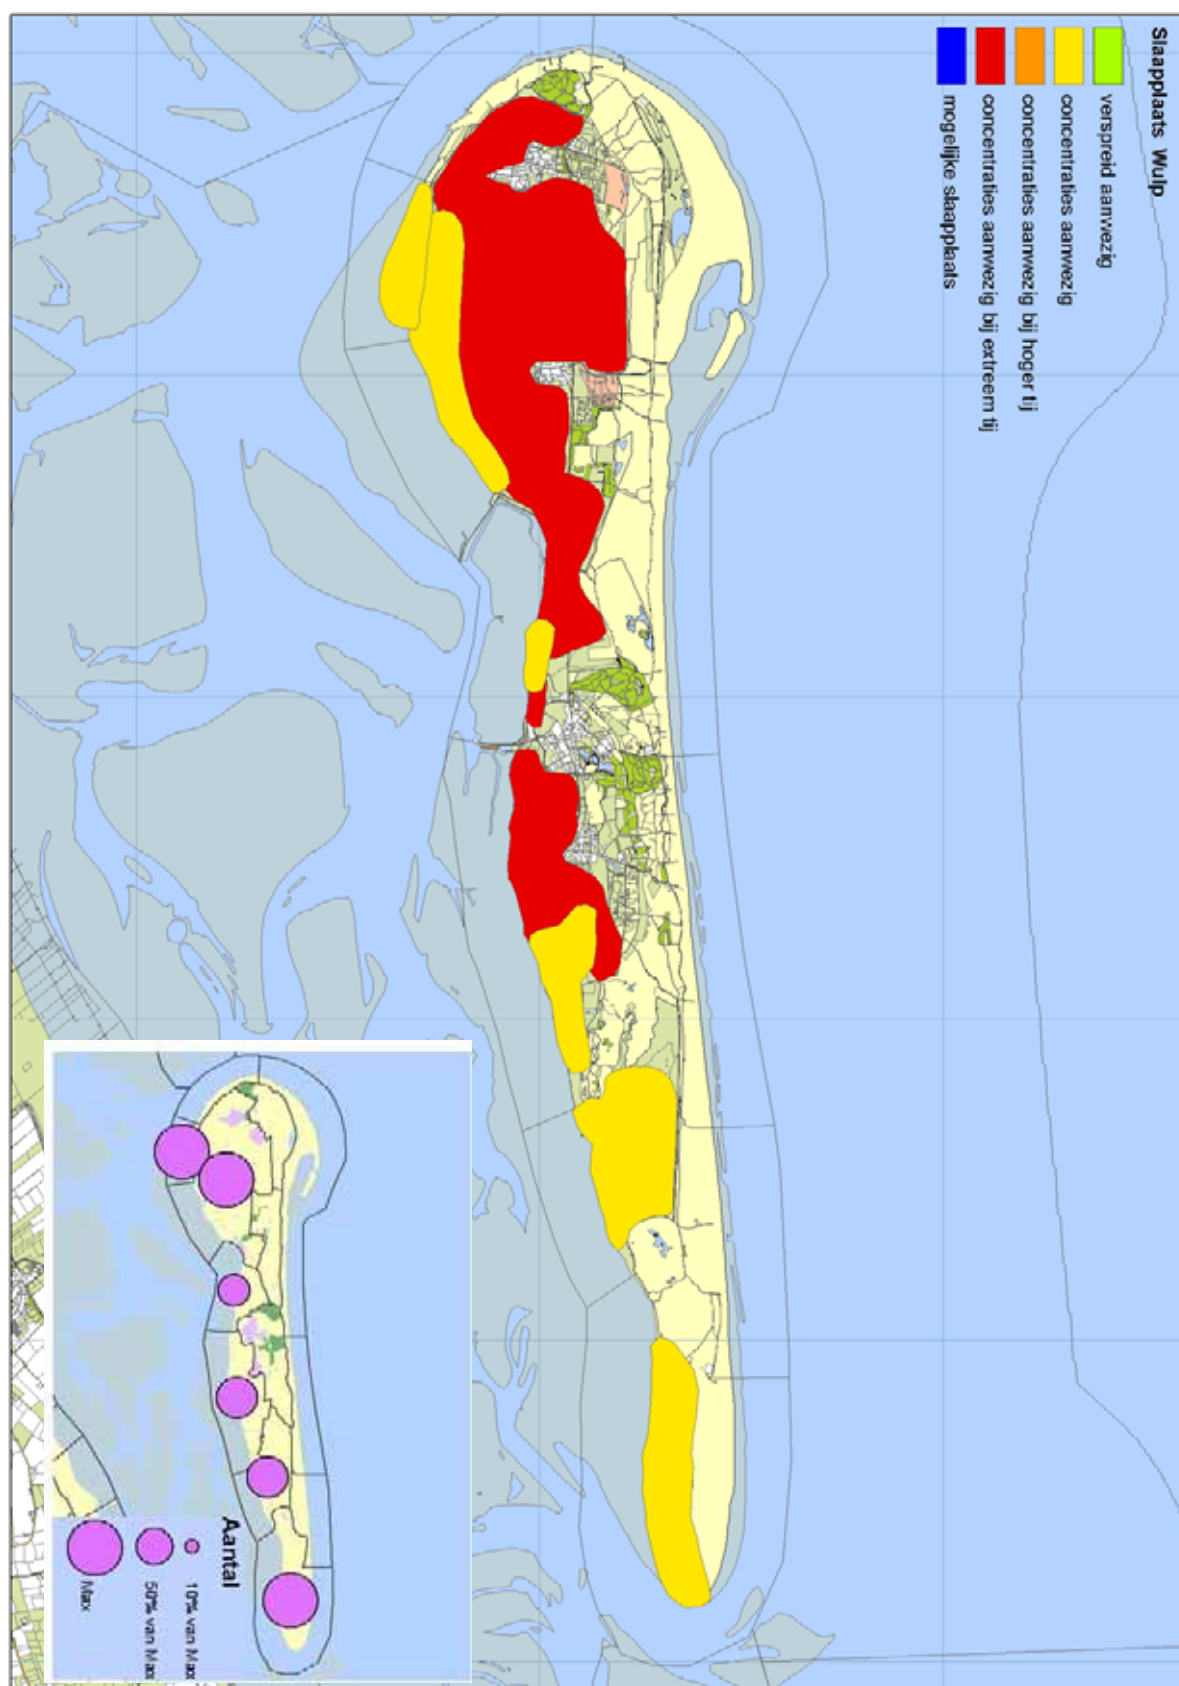 Slaapplaats Wulp
verspreid aanwezig
concentraties aanwezig
concentraties aanwezig bij hoger tij
concentraties aanwezig bij extreem tij
mogelijke slaapplaats
Aantal
10% van Max
50% van Max
Max